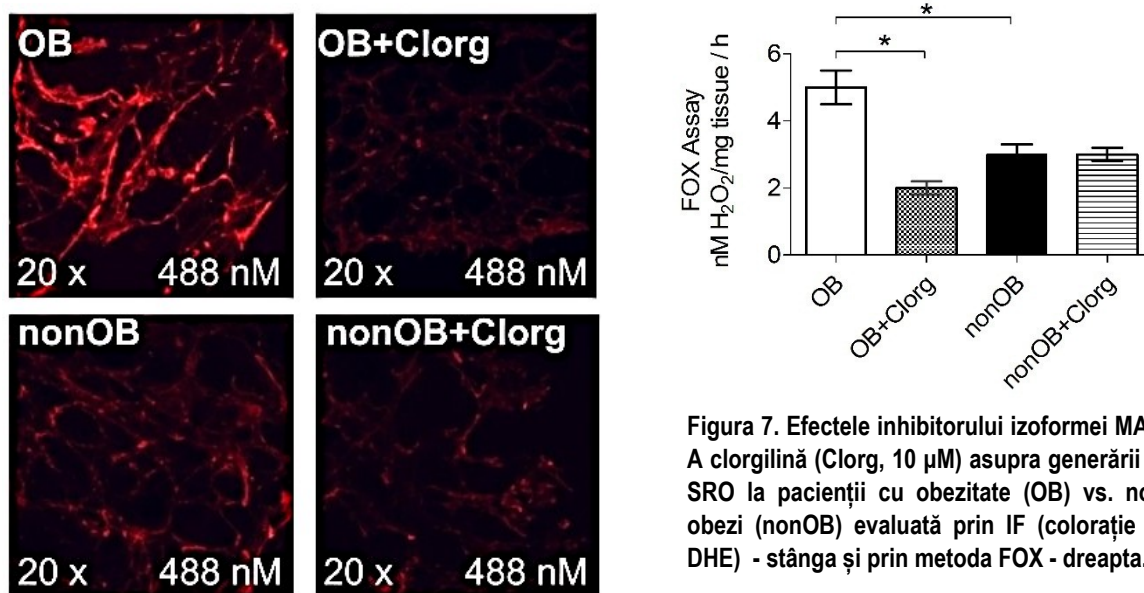 OB
20 x 488 nM
OB+Clorg
20 x 488 nM
nonOB
20 x 488 nM
nonOB+Clorg
20 x 488 nM
*
*
FOX Assay
nM H₂O₂/mg tissue / h
6
4
2
0
OB
OB+Clorg
nonOB
nonOB+Clorg
Figura 7. Efectele inhibitorului izoformei MA
A clorgilină (Clorg, 10 µM) asupra generării
SRO la pacienții cu obezitate (OB) vs. no
obezi (nonOB) evaluată prin IF (colorație
DHE) - stânga și prin metoda FOX - dreapta.